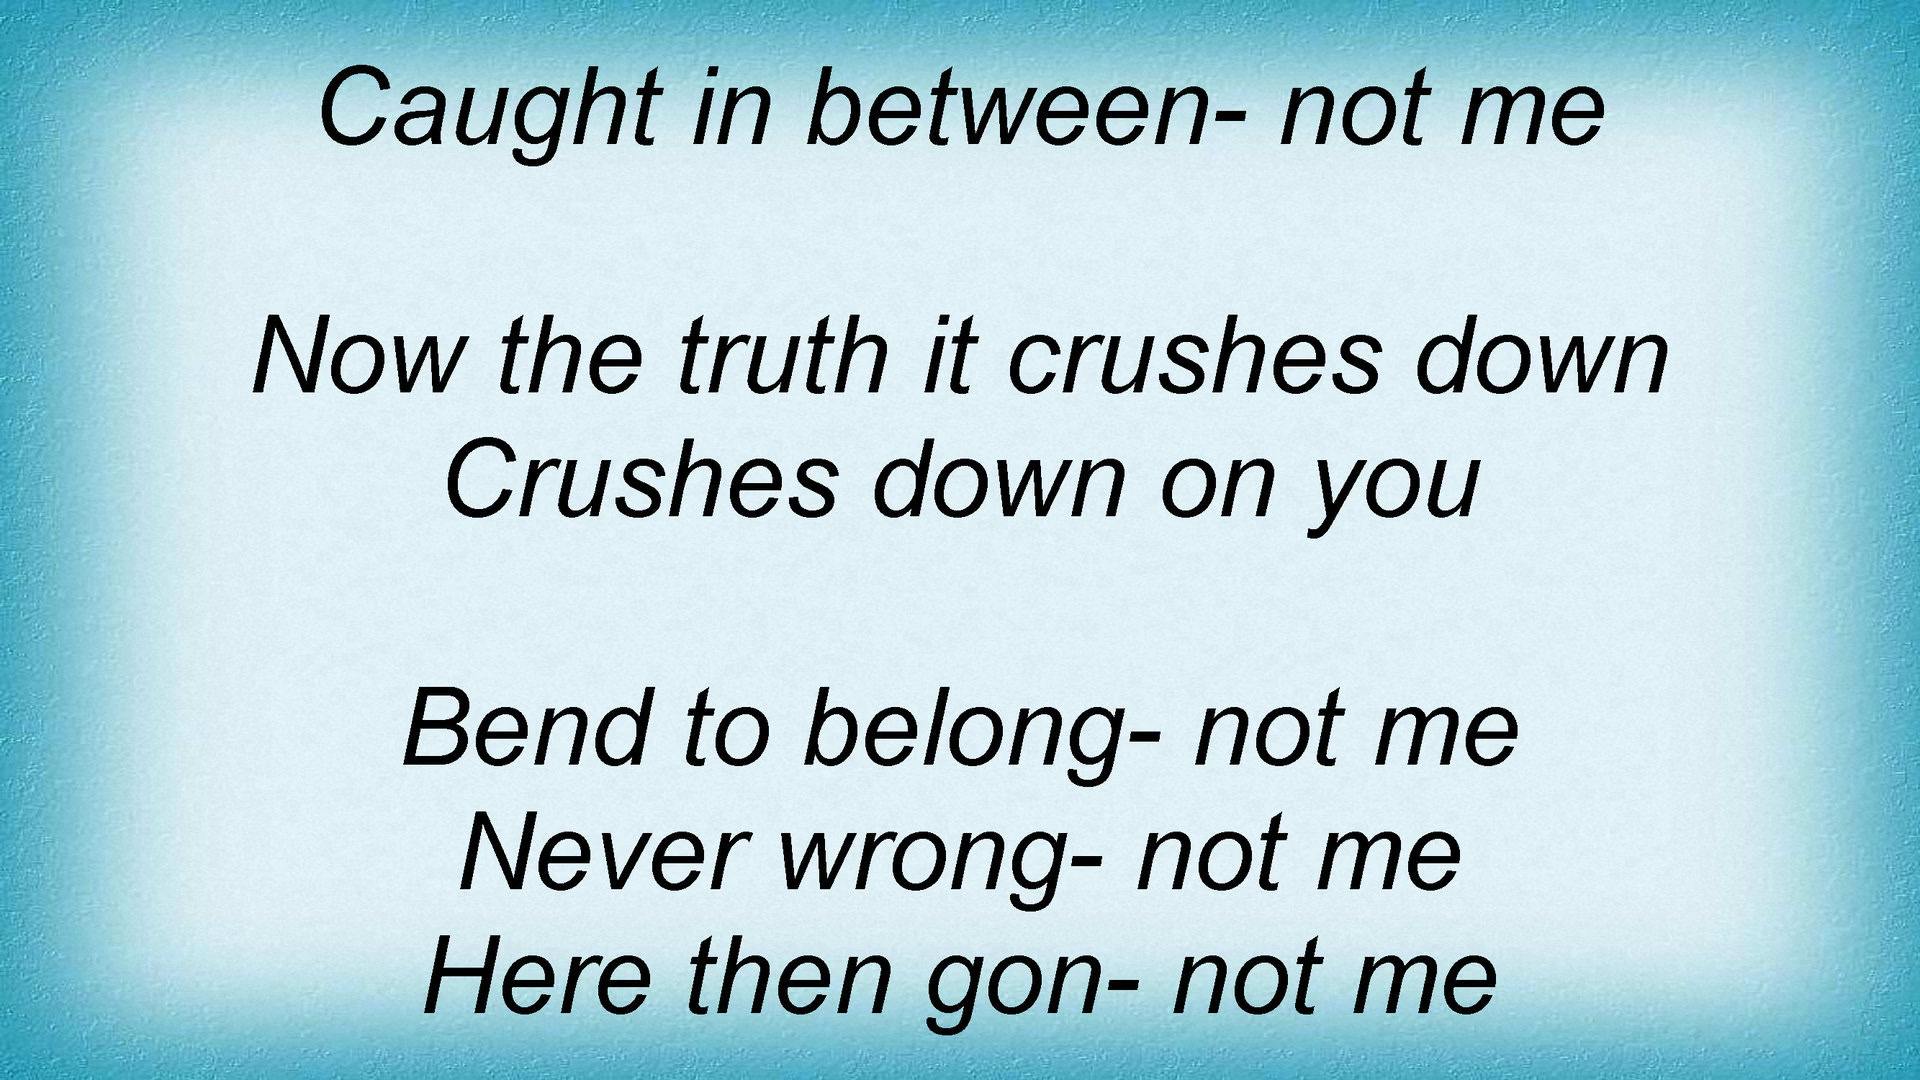 Caught in between- not me
Now the truth it crushes down
Crushes down on you
Bend to belong- not me
Never wrong- not me
Here then gon- not me